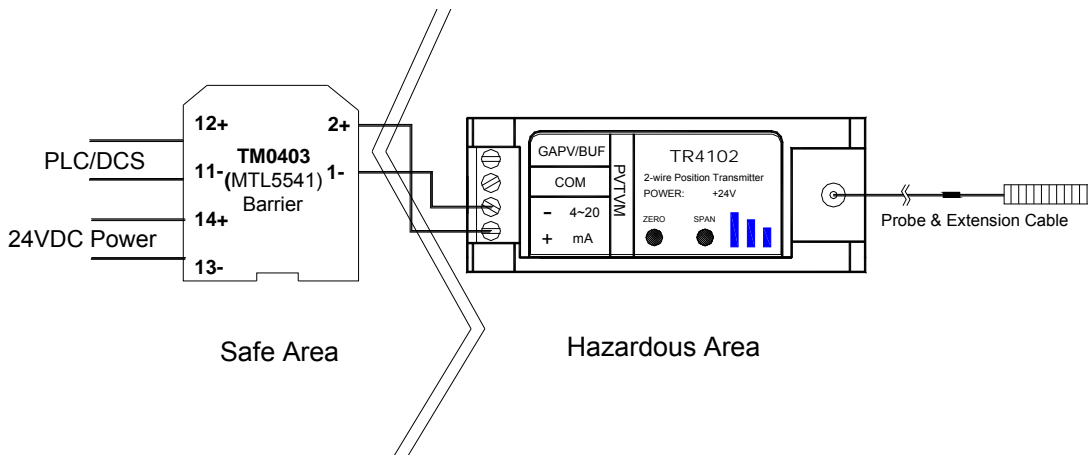 PLC/DCS
24VDC Power
12+
11-
14+
13-
TM0403
(MTL5541)
Barrier
2+
1-
Safe Area
GAPV/BUF
COM
- 4~20
+ mA
PVTVM
TR4102
2-wire Position Transmitter
POWER: +24V
ZERO
SPAN
Probe & Extension Cable
Hazardous Area